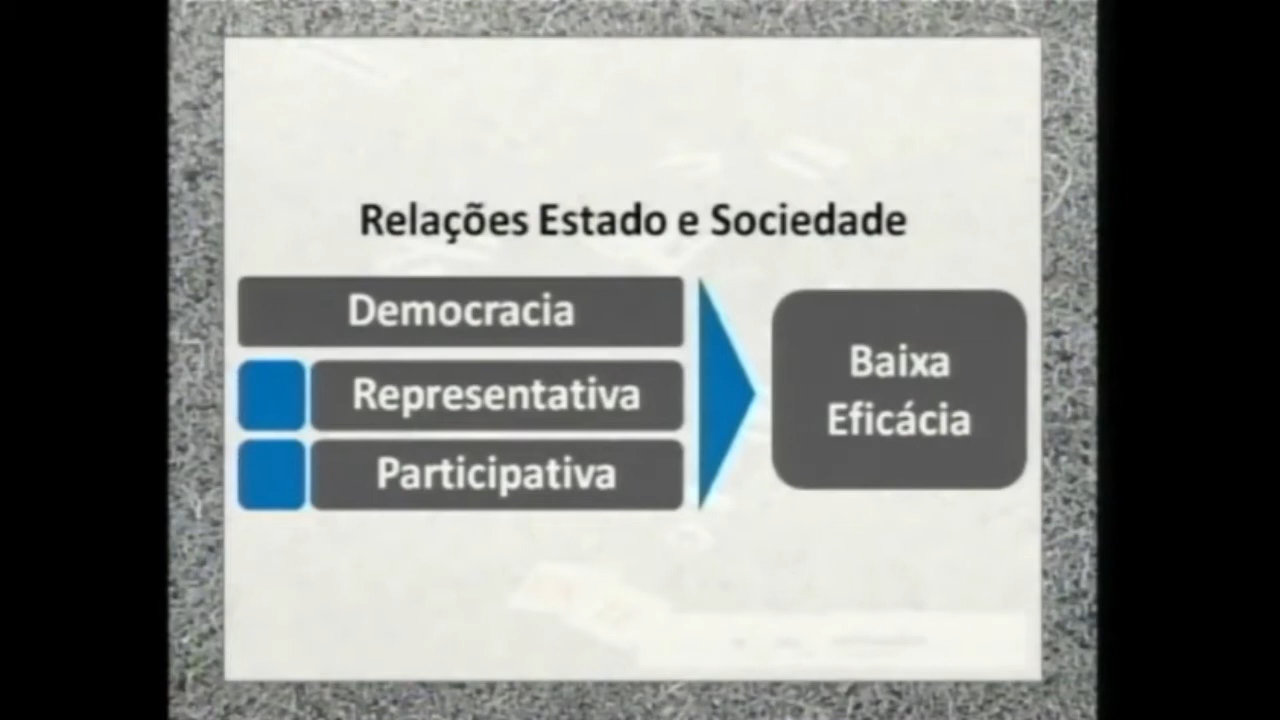 Relações Estado e Sociedade
Democracia
Representativa
Participativa
Baixa
Eficácia